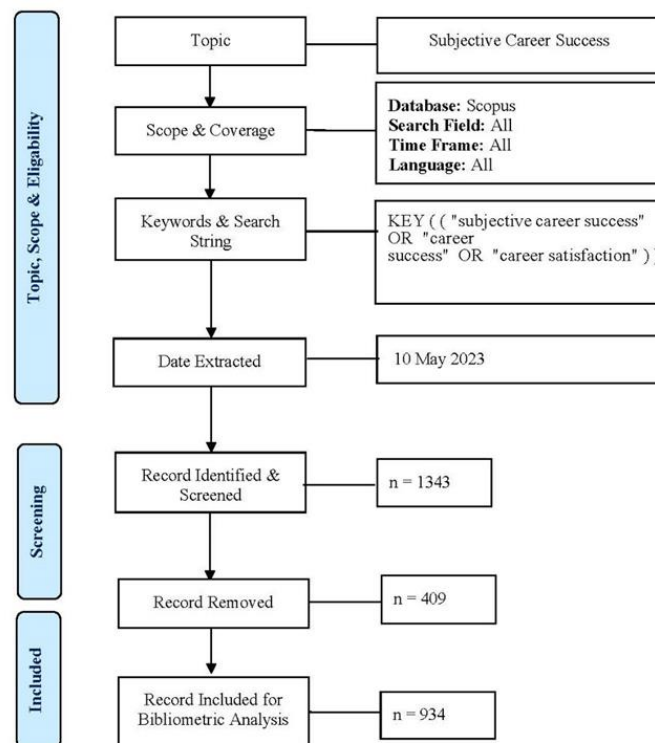 Topic, Scope & Eligability
Topic
Subjective Career Success
Scope & Coverage
Database: Scopus
Search Field: All
Time Frame: All
Language: All
Keywords & Search
String
KEY ( ( "subjective career success"
OR "career
success" OR "career satisfaction" ) )
Date Extracted
10 May 2023
Screening
Record Identified &
Screened
n = 1343
Record Removed
n = 409
Included
Record Included for
Bibliometric Analysis
n = 934